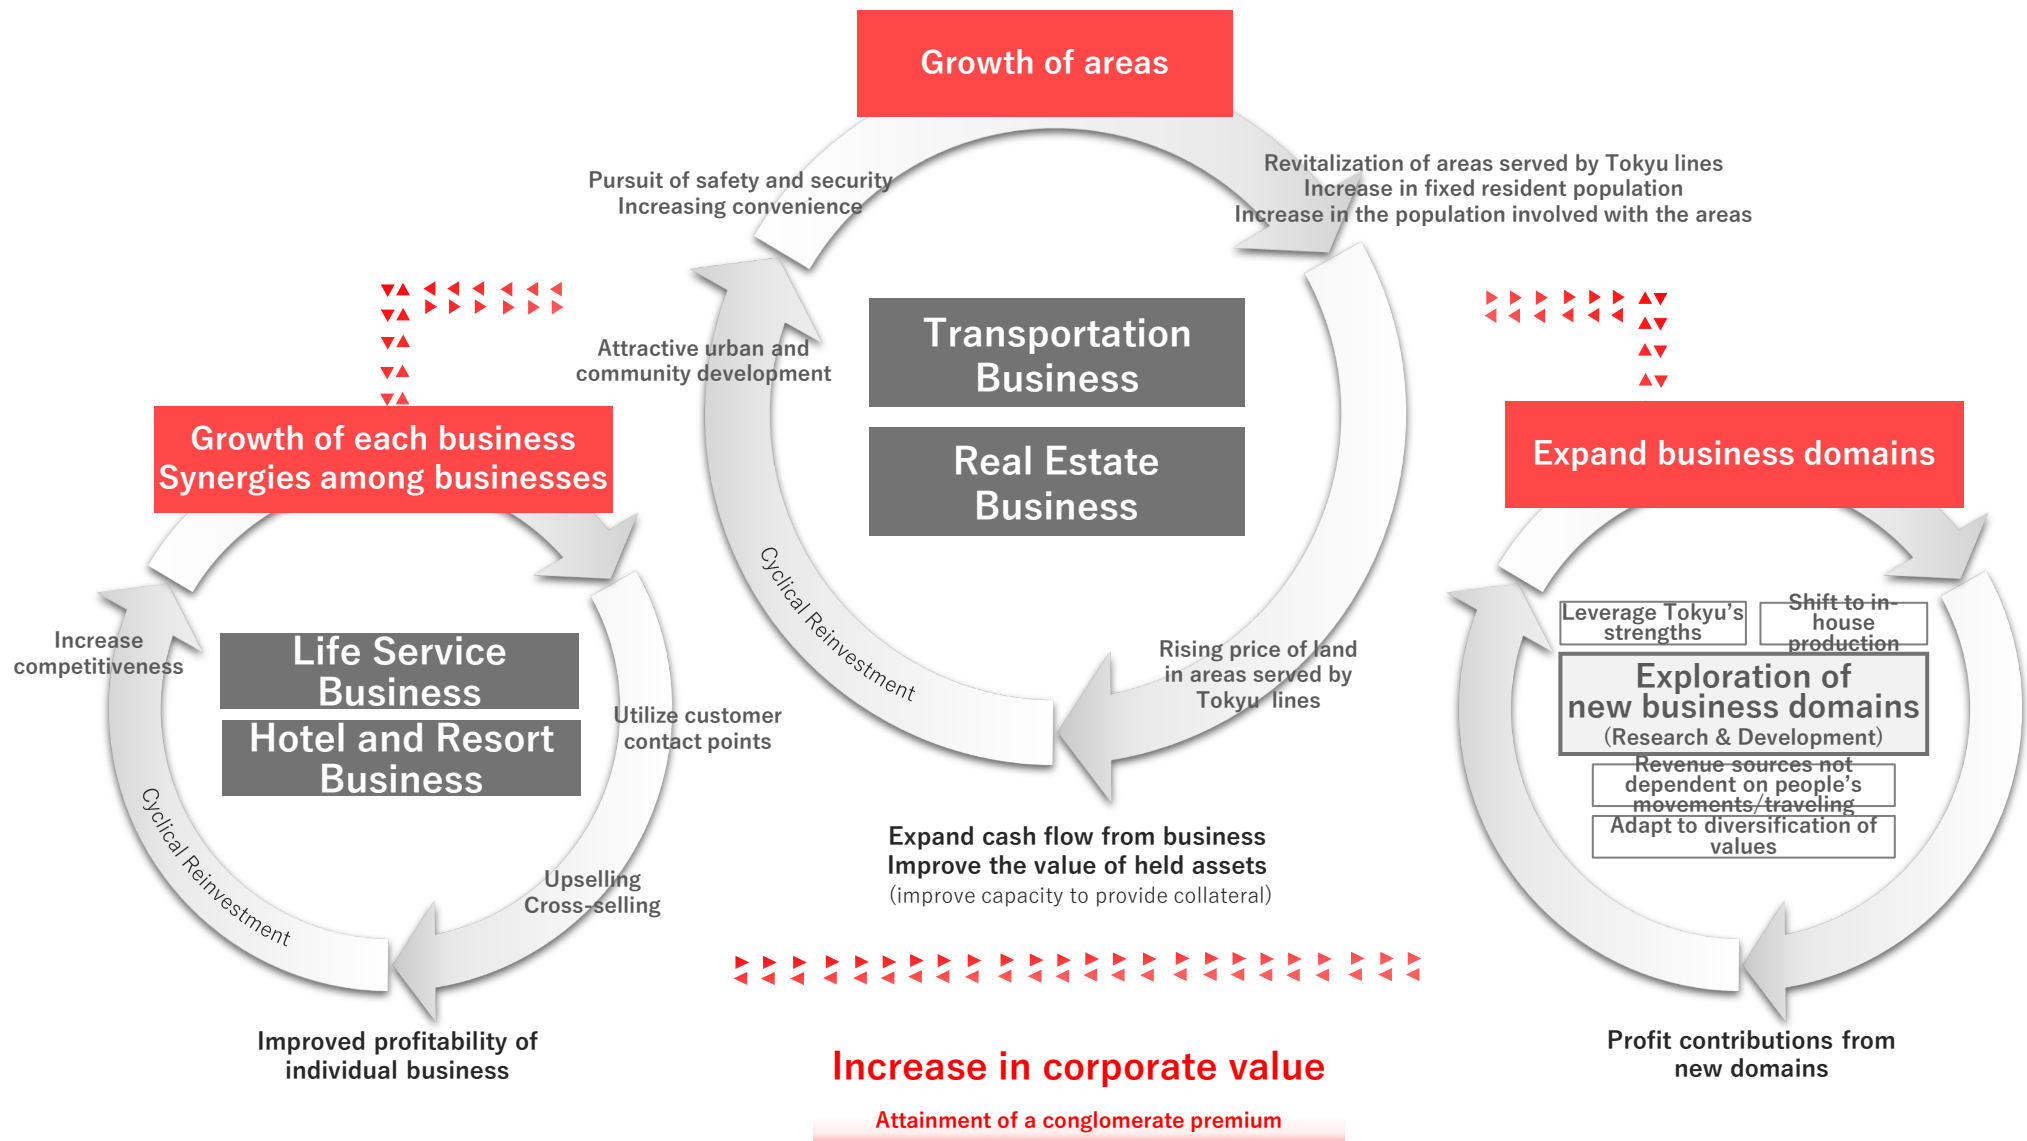 Growth of areas
Pursuit of safety and security
Increasing convenience
Revitalization of areas served by Tokyu lines
Increase in fixed resident population
Increase in the population involved with the areas
Attractive urban and
community development
Transportation
Business
Real Estate
Business
Cyclical Reinvestment
Rising price of land
in areas served by
Tokyu lines
Expand cash flow from business
Improve the value of held assets
(improve capacity to provide collateral)
Growth of each business
Synergies among businesses
Increase
competitiveness
Life Service
Business
Hotel and Resort
Business
Utilize customer
contact points
Cyclical Reinvestment
Upselling
Cross-selling
Improved profitability of
individual business
Expand business domains
Leverage Tokyu’s
strengths
Shift to in-
house
production
Exploration of
new business domains
(Research & Development)
Revenue sources not
dependent on people’s
movements/traveling
Adapt to diversification of
values
Profit contributions from
new domains
Increase in corporate value
Attainment of a conglomerate premium